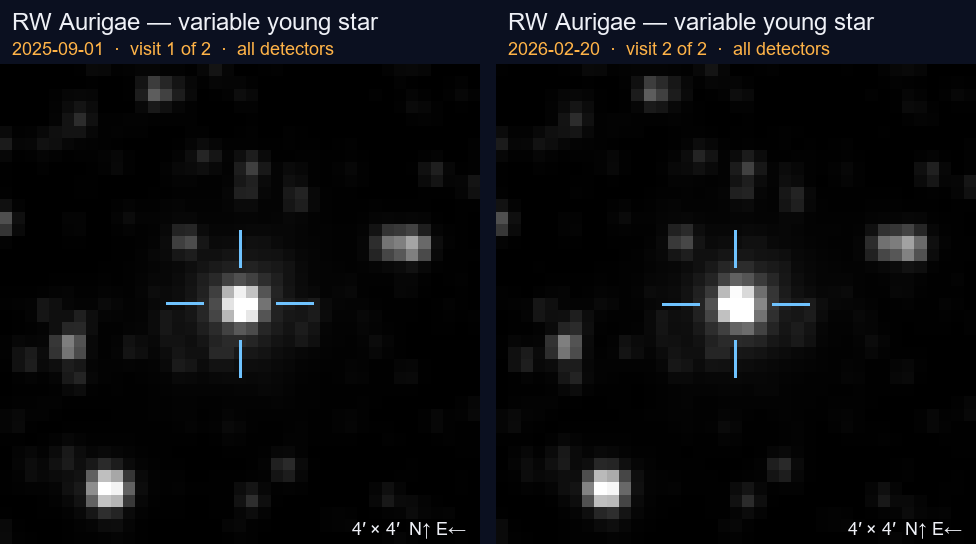 RW Aurigae — variable young star
2025-09-01 · visit 1 of 2 · all detectors
4′ × 4′ N↑ E←
RW Aurigae — variable young star
2026-02-20 · visit 2 of 2 · all detectors
4′ × 4′ N↑ E←